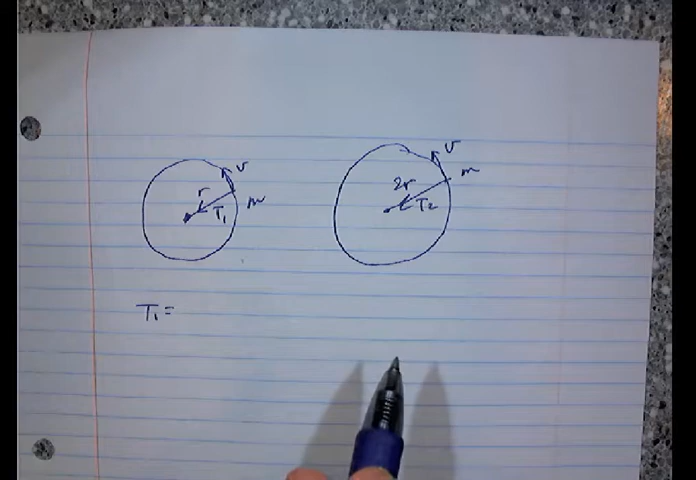 v
r
T₁
m
v
2r
T₂
m
T₁ =